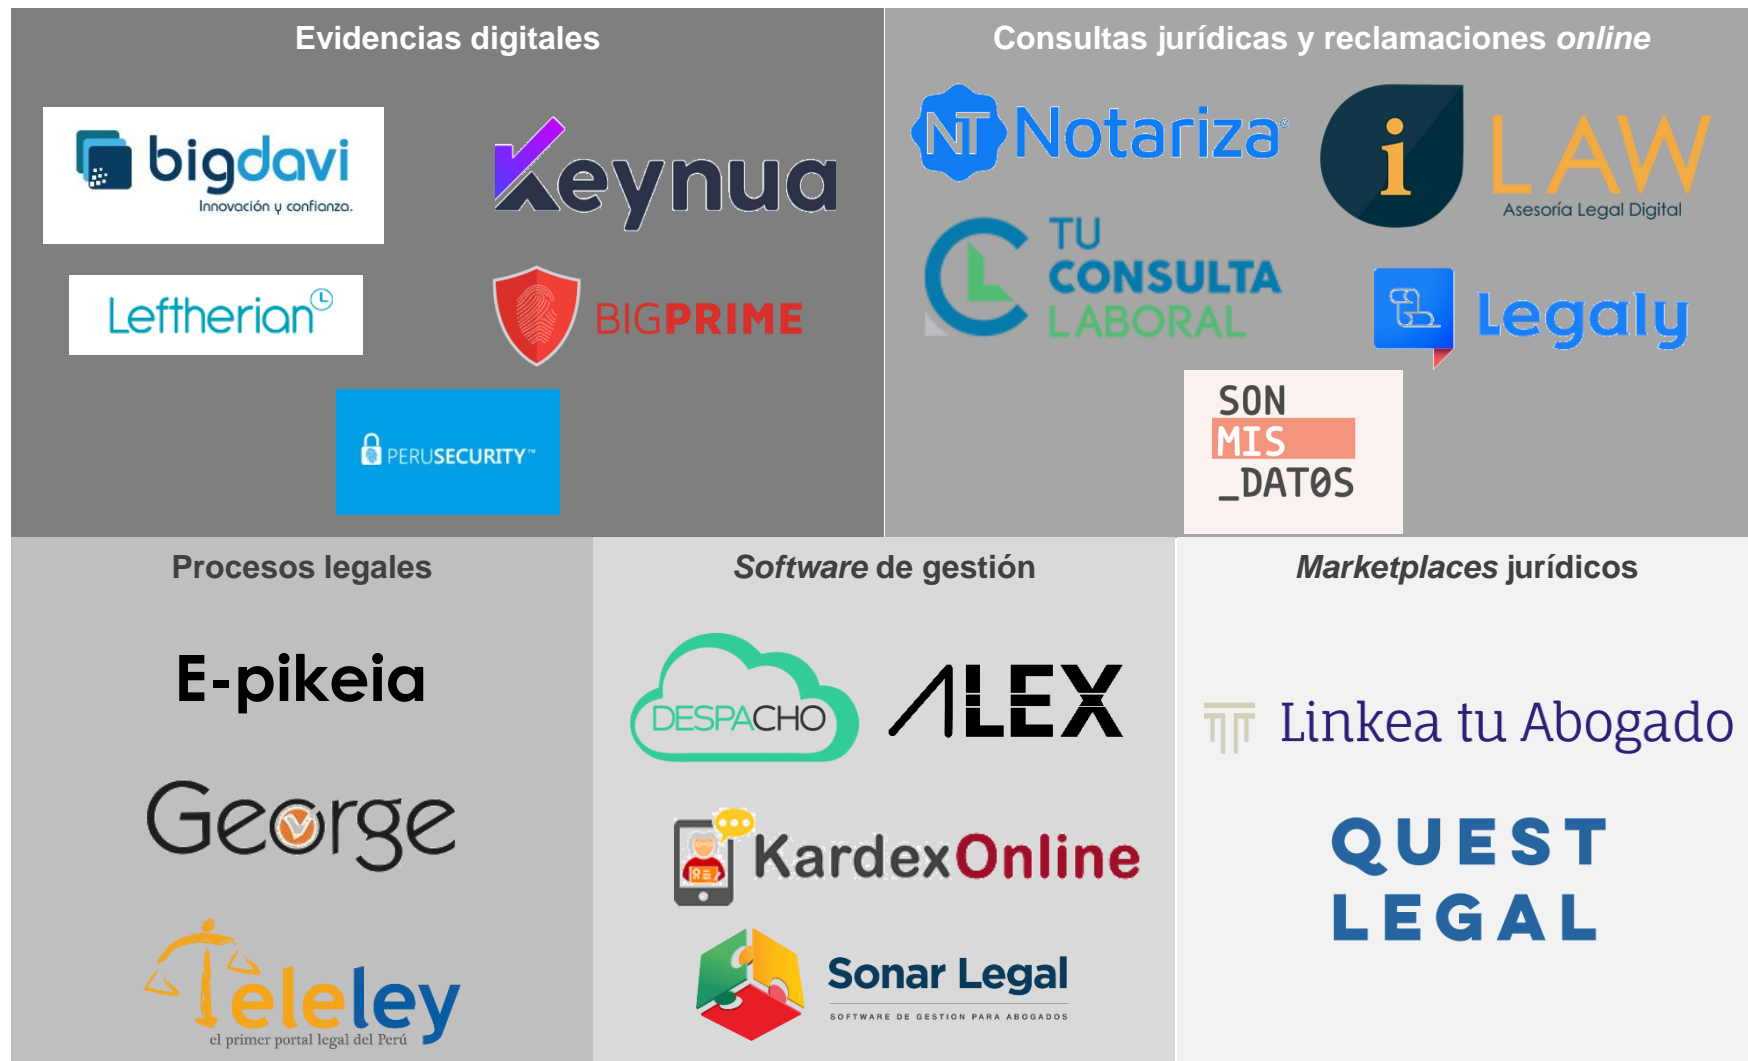 Evidencias digitales
bigdavi
Innovación y confianza.
Keynua
Leftherian
BIGPRIME
PERUSECURITY™
Consultas jurídicas y reclamaciones online
NT Notariza®
i LAW
Asesoría Legal Digital
TU
CONSULTA
LABORAL
Legaly
SON
MIS
_DAT0S
Procesos legales
E-pikeia
George
Teleley
el primer portal legal del Perú
Software de gestión
DESPACHO
ALEX
KardexOnline
Sonar Legal
SOFTWARE DE GESTION PARA ABOGADOS
Marketplaces jurídicos
Linkea tu Abogado
QUEST
LEGAL